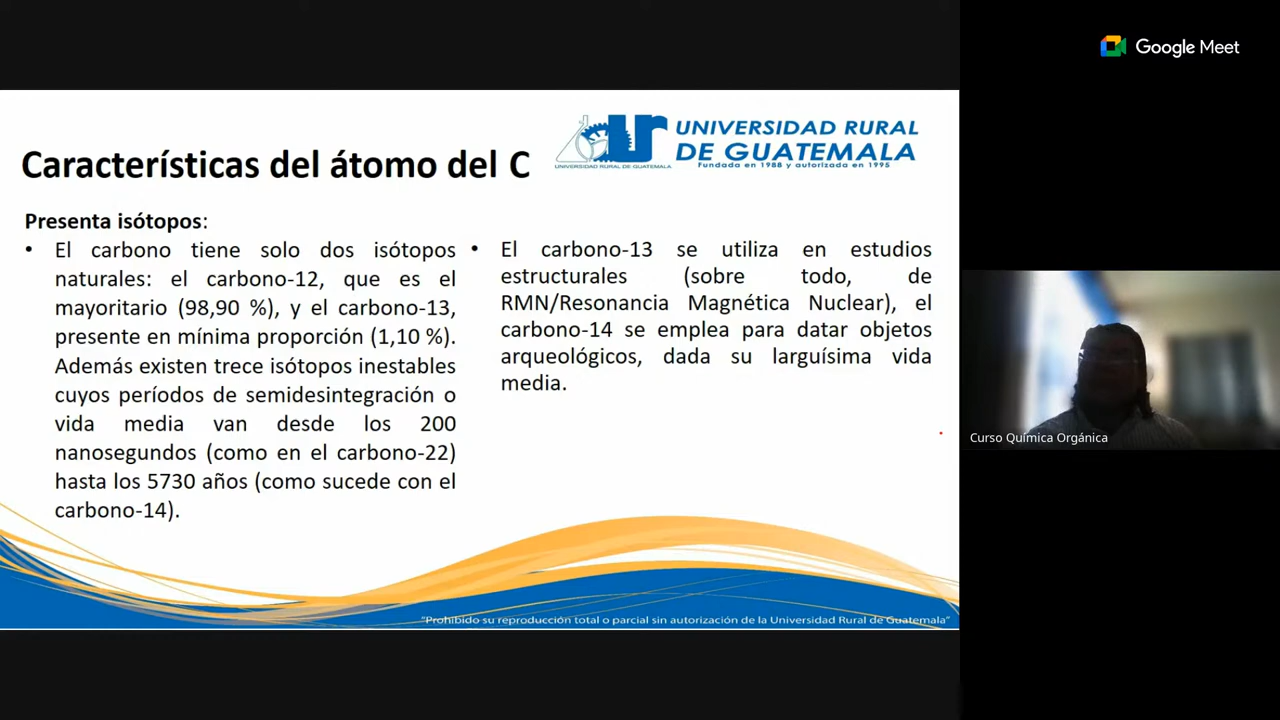 Google Meet
UNIVERSIDAD RURAL
DE GUATEMALA
Fundada en 1988 y autorizado en 1995
UNIVERSIDAD RURAL DE GUATEMALA
Características del átomo del C
Presenta isótopos:
• El carbono tiene solo dos isótopos
naturales: el carbono-12, que es el
mayoritario (98,90 %), y el carbono-13,
presente en mínima proporción (1,10 %).
Además existen trece isótopos inestables
cuyos períodos de semidesintegración o
vida media van desde los 200
nanosegundos (como en el carbono-22)
hasta los 5730 años (como sucede con el
carbono-14).
• El carbono-13 se utiliza en estudios
estructurales (sobre todo, de
RMN/Resonancia Magnética Nuclear), el
carbono-14 se emplea para datar objetos
arqueológicos, dada su larguísima vida
media.
Curso Química Orgánica
"Prohibido su reproducción total o parcial sin autorización de la Universidad Rural de Guatemala"